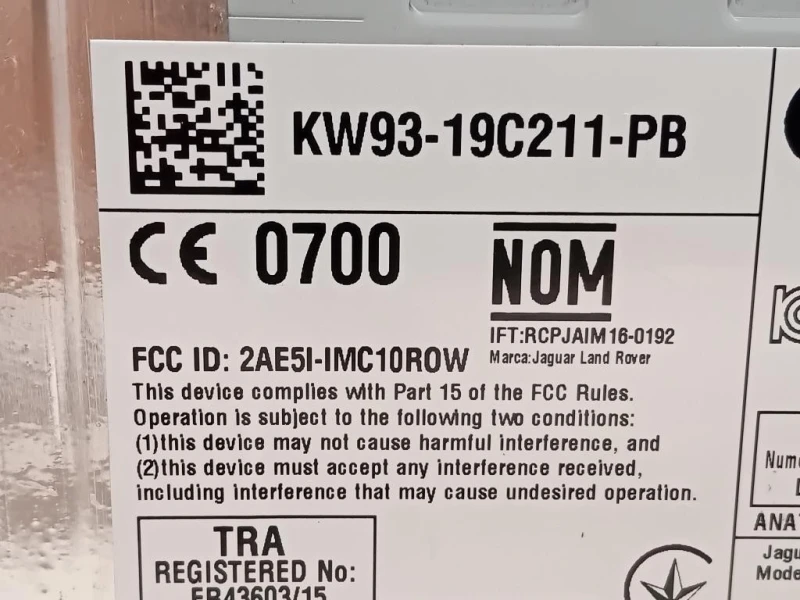 KW93-19C211-PB
CE 0700
NOM
IFT:RCPJAIM16-0192
Marca:Jaguar Land Rover
FCC ID: 2AE5I-IMC10ROW
This device complies with Part 15 of the FCC Rules.
Operation is subject to the following two conditions:
(1)this device may not cause harmful interference, and
(2)this device must accept any interference received,
including interference that may cause undesired operation.
TRA
REGISTERED No:
ER43603/15